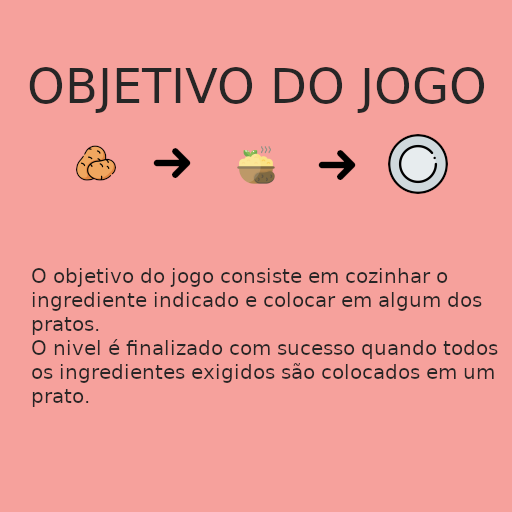 OBJETIVO DO JOGO
O objetivo do jogo consiste em cozinhar o
ingrediente indicado e colocar em algum dos
pratos.
O nivel é finalizado com sucesso quando todos
os ingredientes exigidos são colocados em um
prato.